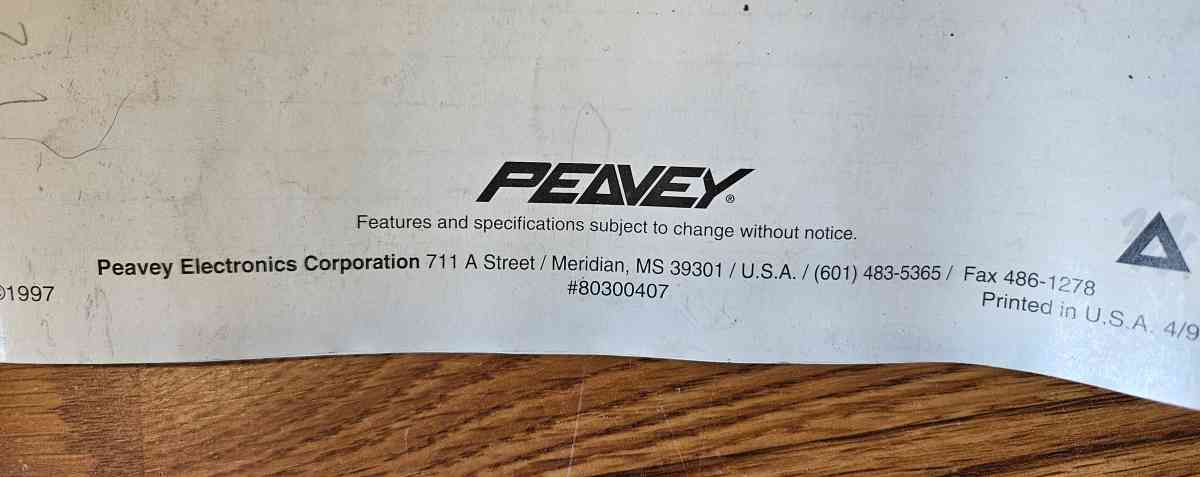 PEAVEY®
Features and specifications subject to change without notice.
Peavey Electronics Corporation 711 A Street / Meridian, MS 39301 / U.S.A. / (601) 483-5365 / Fax 486-1278
©1997
#80300407
Printed in U.S.A. 4/9